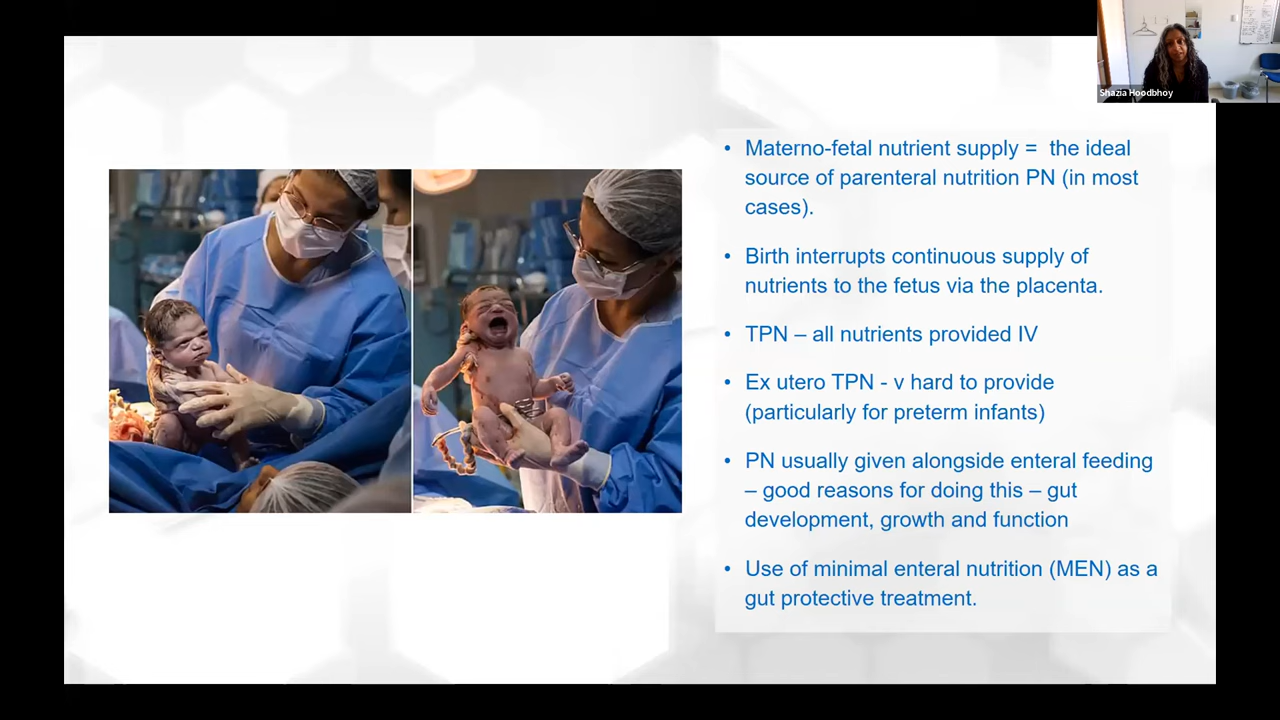 Shazia Hoodbhoy
• Materno-fetal nutrient supply = the ideal
source of parenteral nutrition PN (in most
cases).
• Birth interrupts continuous supply of
nutrients to the fetus via the placenta.
• TPN – all nutrients provided IV
• Ex utero TPN - v hard to provide
(particularly for preterm infants)
• PN usually given alongside enteral feeding
– good reasons for doing this – gut
development, growth and function
• Use of minimal enteral nutrition (MEN) as a
gut protective treatment.